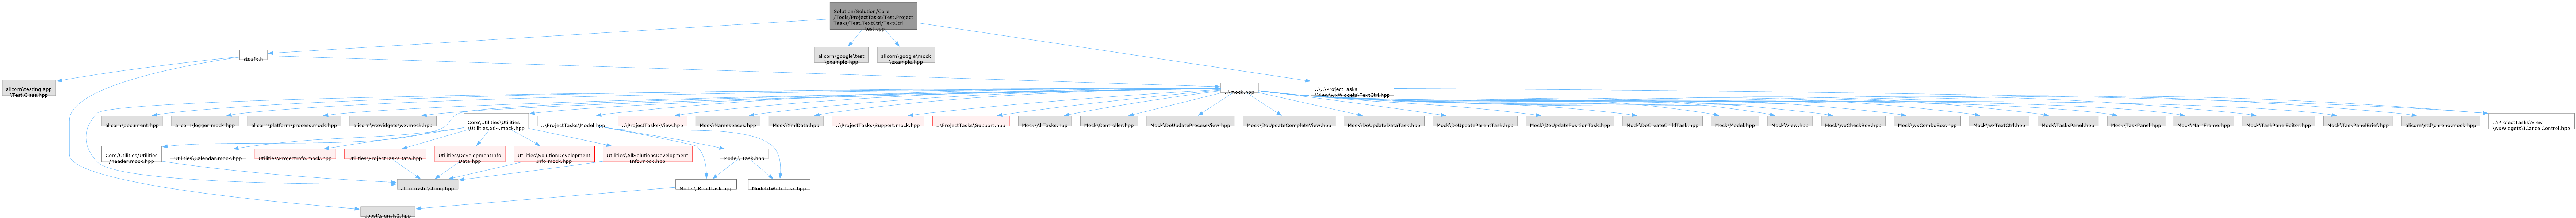 Solution/Solution/Core
/Tools/ProjectTasks/Test.Project
Tasks/Test.TextCtrl/TextCtrl
_test.cpp
stdafx.h
alicorn\google\test
\example.hpp
alicorn\google\mock
\example.hpp
alicorn\testing.app
\Test.Class.hpp
..\mock.hpp
..\..\ProjectTasks
\View\wxWidgets\TextCtrl.hpp
alicorn\document.hpp
alicorn\logger.mock.hpp
alicorn\platform\process.mock.hpp
alicorn\wxwidgets\wx.mock.hpp
Core\Utilities\Utilities
\Utilities.x64.mock.hpp
..\ProjectTasks\Model.hpp
..\ProjectTasks\View.hpp
Mock\Namespaces.hpp
Mock\XmlData.hpp
..\ProjectTasks\Support.mock.hpp
..\ProjectTasks\Support.hpp
Mock\AllTasks.hpp
Mock\Controller.hpp
Mock\DoUpdateProcessView.hpp
Mock\DoUpdateCompleteView.hpp
Mock\DoUpdateDataTask.hpp
Mock\DoUpdateParentTask.hpp
Mock\DoUpdatePositionTask.hpp
Mock\DoCreateChildTask.hpp
Mock\Model.hpp
Mock\View.hpp
Mock\wxCheckBox.hpp
Mock\wxComboBox.hpp
Mock\wxTextCtrl.hpp
Mock\TasksPanel.hpp
Mock\TaskPanel.hpp
Mock\MainFrame.hpp
Mock\TaskPanelEditor.hpp
Mock\TaskPanelBrief.hpp
alicorn\std\chrono.mock.hpp
..\ProjectTasks\View
\wxWidgets\ICancelControl.hpp
Core/Utilities/Utilities
/header.mock.hpp
Utilities\Calendar.mock.hpp
Utilities\ProjectInfo.mock.hpp
Utilities\ProjectTasksData.hpp
Utilities\DevelopmentInfo
Data.hpp
Utilities\SolutionDevelopment
Info.mock.hpp
Utilities\AllSolutionsDevelopment
Info.mock.hpp
Model\ITask.hpp
alicorn\std\string.hpp
Model\IReadTask.hpp
Model\IWriteTask.hpp
boost\signals2.hpp